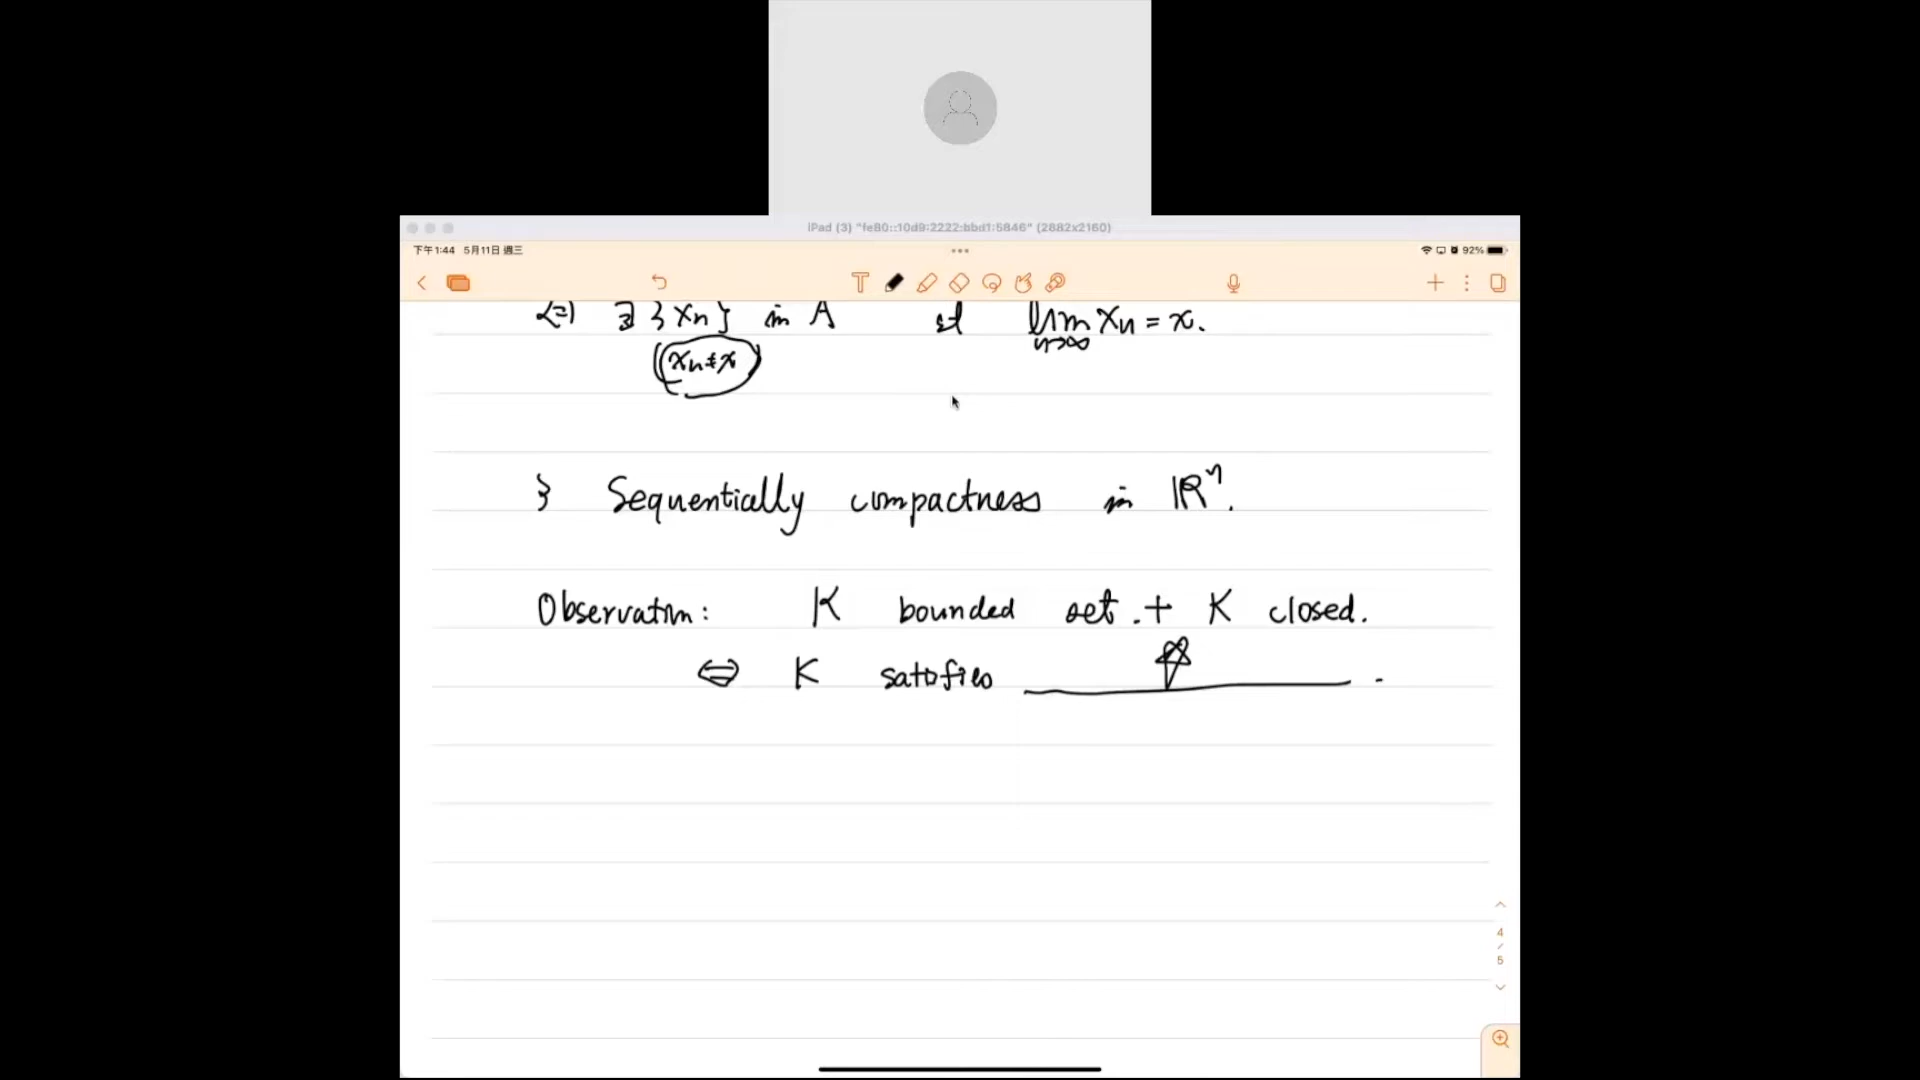 iPad (3) "fe80::10d9:2222:bbd1:5846" (2882x2160)
下午1:44 5月11日 週三
92%
⇔ ∃ {xn} in A st lim xn = x.
n→∞
(xn≠x)
§ Sequentially compactness in ℝⁿ.
Observation: K bounded set. + K closed.
⇔ K satisfies ☆ .
4
/
5